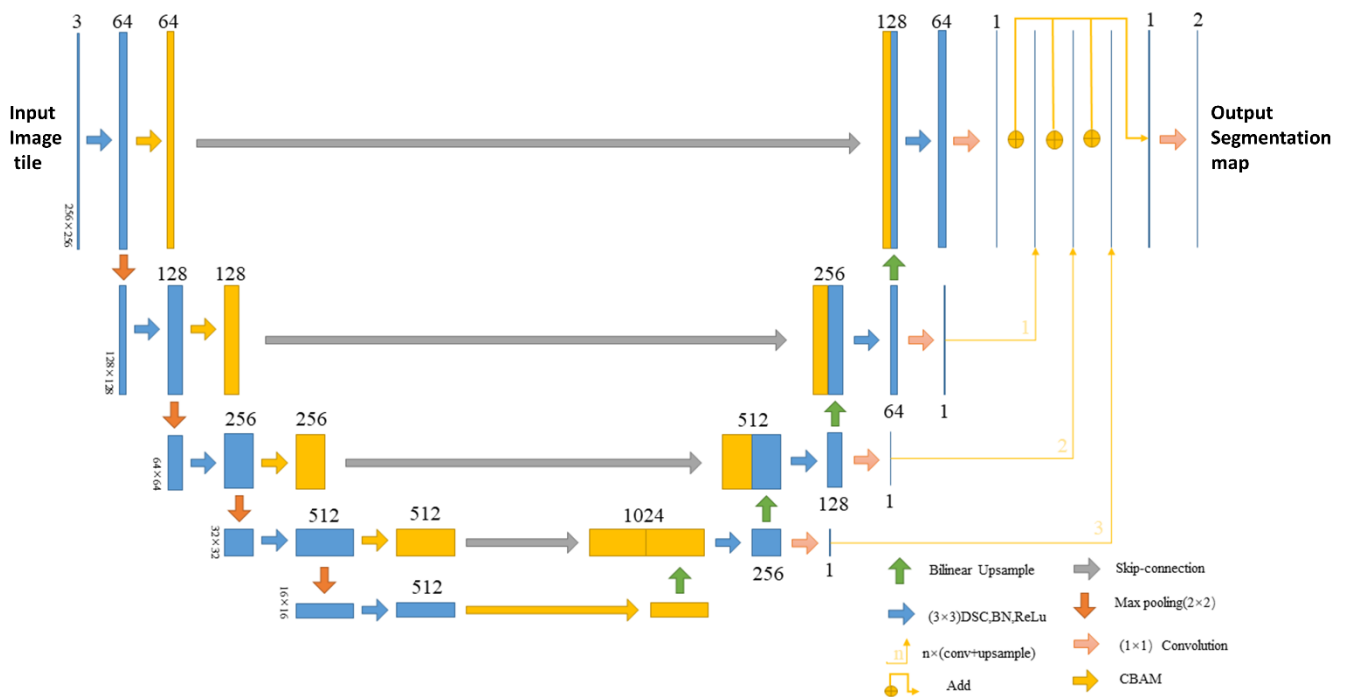 3
64
64
128
64
1
1
2
Input
Image
tile
Output
Segmentation
map
256×256
128
128
256
128×128
1
64
1
256
256
512
64×64
2
128
1
512
512
1024
32×32
3
256
1
512
16×16
Bilinear Upsample
Skip-connection
(3×3)DSC,BN,ReLu
Max pooling(2×2)
n
n×(conv+upsample)
(1×1) Convolution
Add
CBAM